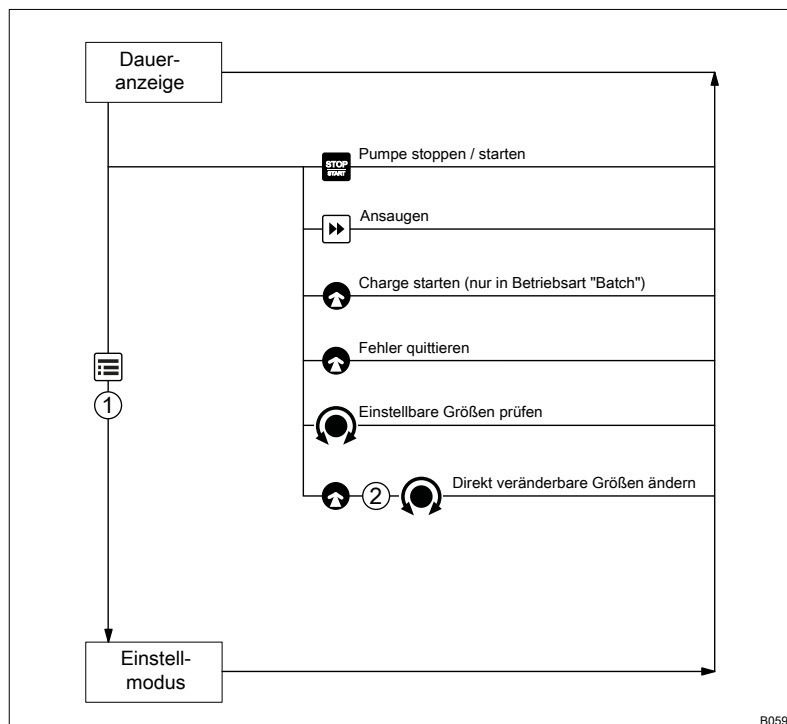 Dauer-
anzeige
STOP
START
Pumpe stoppen / starten
Ansaugen
Charge starten (nur in Betriebsart "Batch")
Fehler quittieren
1
Einstellbare Größen prüfen
2
Direkt veränderbare Größen ändern
Einstell-
modus
B059